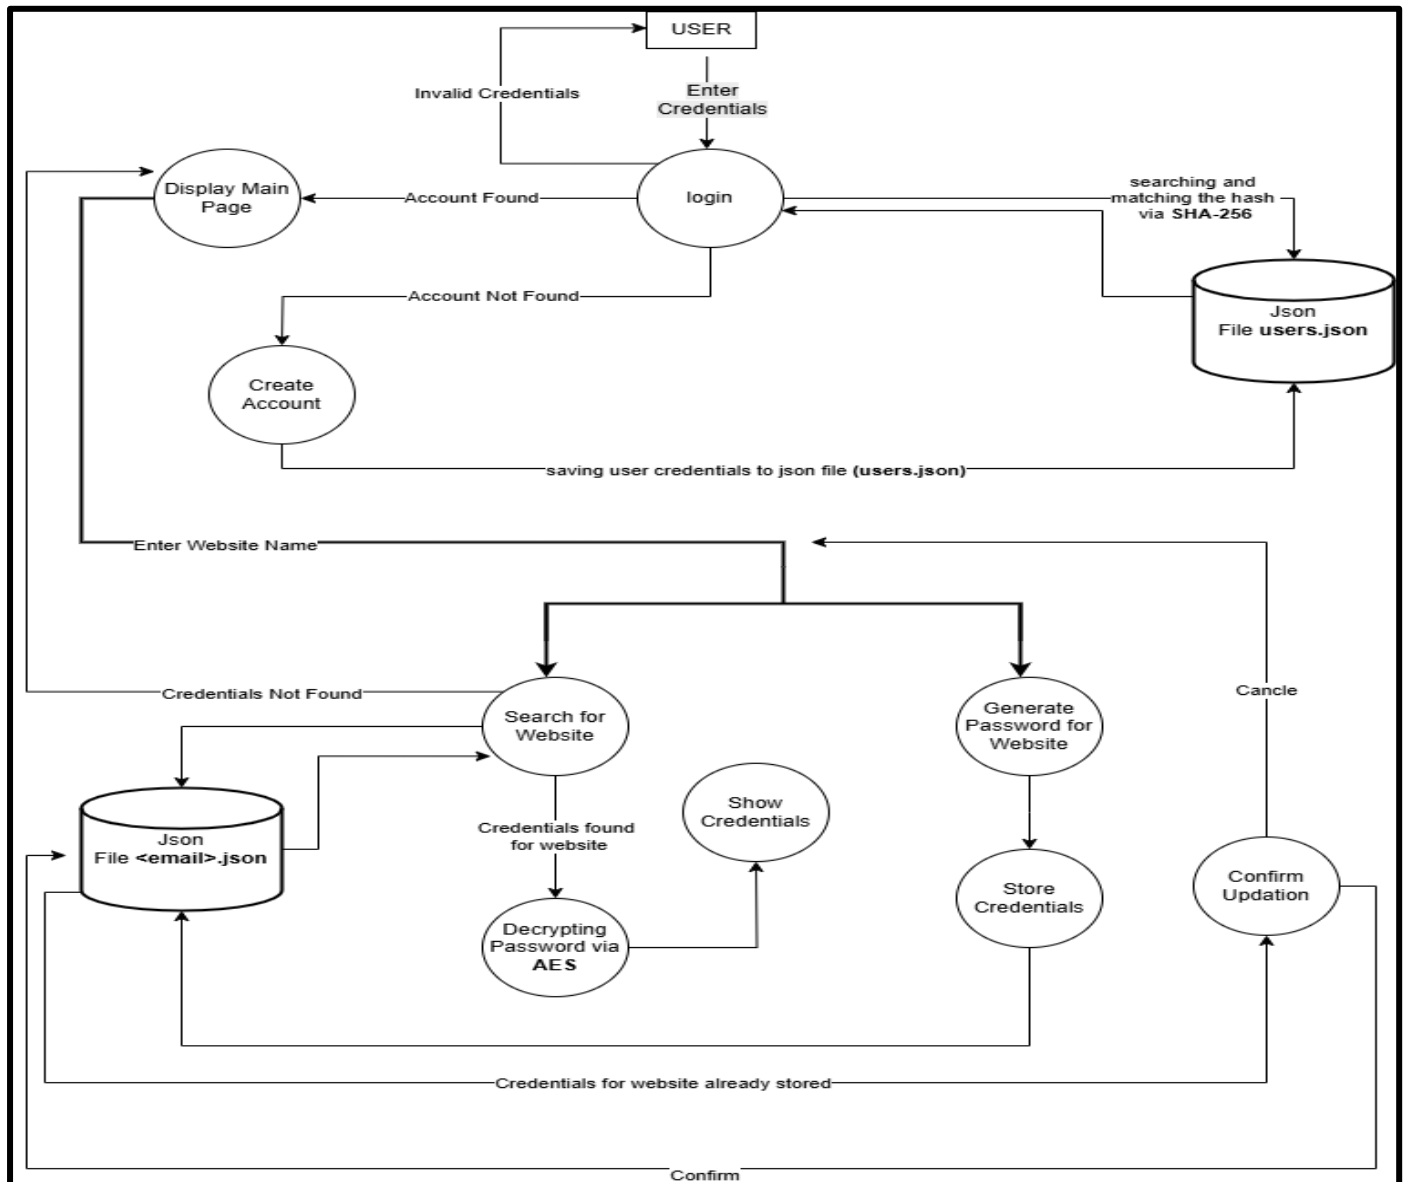 USER
Invalid Credentials
Enter
Credentials
Display Main
Page
Account Found
login
searching and
matching the hash
via SHA-256
Account Not Found
Json
File users.json
Create
Account
saving user credentials to json file (users.json)
Enter Website Name
Credentials Not Found
Search for
Website
Generate
Password for
Website
Cancle
Show
Credentials
Json
File <email>.json
Credentials found
for website
Confirm
Updation
Store
Credentials
Decrypting
Password via
AES
Credentials for website already stored
Confirm